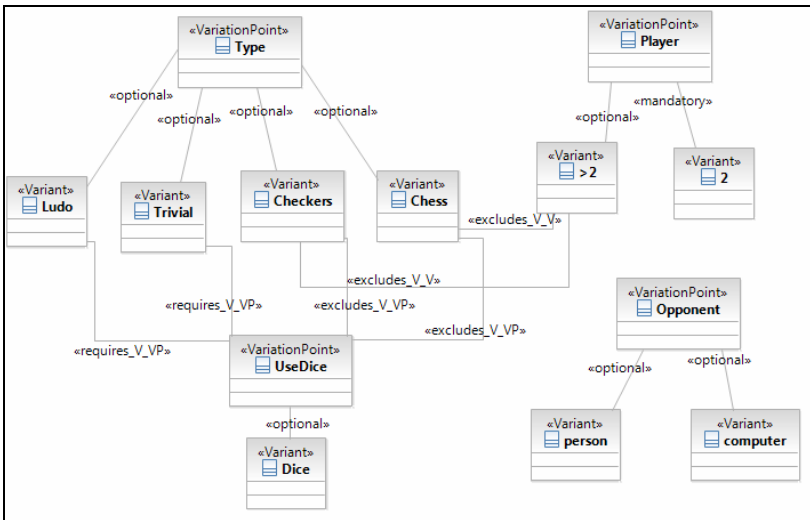 «VariationPoint»
Type
«VariationPoint»
Player
«optional»
«optional»
«optional»
«optional»
«mandatory»
«optional»
«Variant»
Ludo
«Variant»
Trivial
«Variant»
Checkers
«Variant»
Chess
«Variant»
>2
«Variant»
2
«excludes_V_V»
«excludes_V_V»
«requires_V_VP»
«excludes_V_VP»
«excludes_V_VP»
«requires_V_VP»
«VariationPoint»
UseDice
«VariationPoint»
Opponent
«optional»
«optional»
«optional»
«Variant»
Dice
«Variant»
person
«Variant»
computer